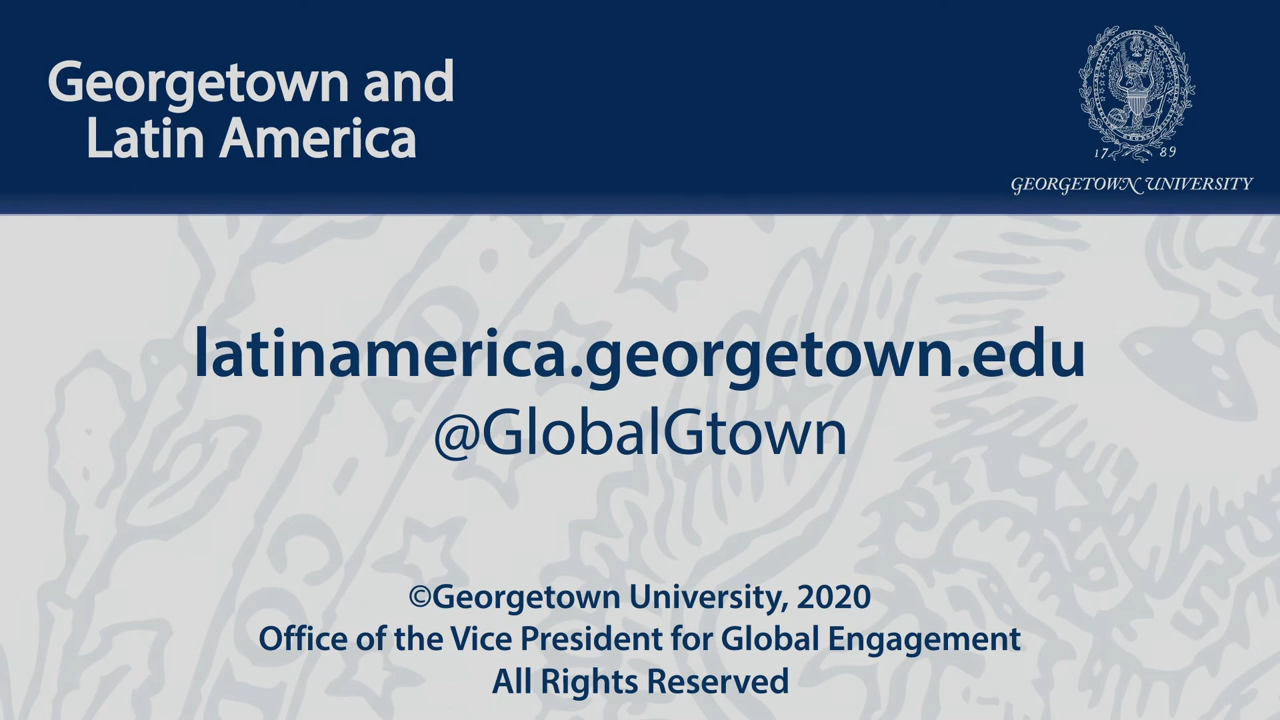 Georgetown and
Latin America
17 89
GEORGETOWN UNIVERSITY
latinamerica.georgetown.edu
@GlobalGtown
©Georgetown University, 2020
Office of the Vice President for Global Engagement
All Rights Reserved